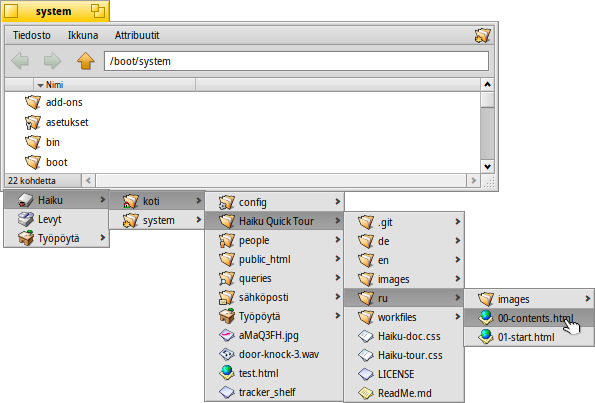 system
Tiedosto Ikkuna Attribuutit
/boot/system
Nimi
add-ons
asetukset
bin
boot
22 kohdetta
Haiku
Levyt
Työpöytä
koti
system
config
Haiku Quick Tour
people
public_html
queries
sähköposti
Työpöytä
aMaQ3FH.jpg
door-knock-3.wav
test.html
tracker_shelf
.git
de
en
images
ru
workfiles
Haiku-doc.css
Haiku-tour.css
LICENSE
ReadMe.md
images
00-contents.html
01-start.html